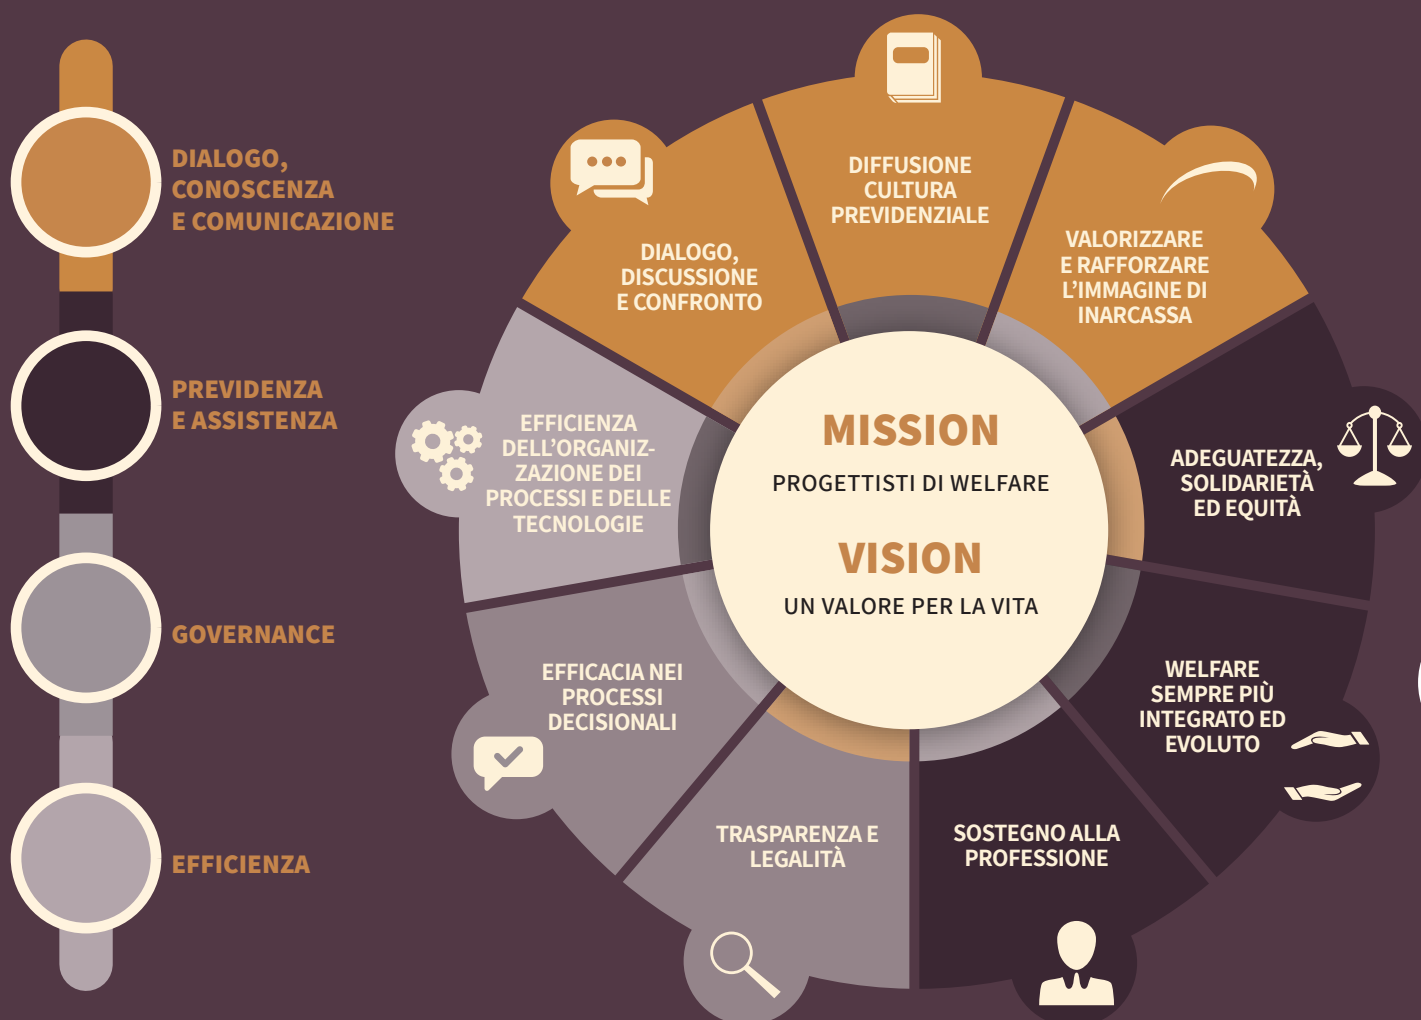 DIALOGO,
CONOSCENZA
E COMUNICAZIONE
PREVIDENZA
E ASSISTENZA
GOVERNANCE
EFFICIENZA
DIFFUSIONE
CULTURA
PREVIDENZIALE
VALORIZZARE
E RAFFORZARE
L'IMMAGINE DI
INARCASSA
ADEGUATEZZA,
SOLIDARIETÀ
ED EQUITÀ
WELFARE
SEMPRE PIÙ
INTEGRATO ED
EVOLUTO
SOSTEGNO ALLA
PROFESSIONE
TRASPARENZA E
LEGALITÀ
EFFICACIA NEI
PROCESSI
DECISIONALI
EFFICIENZA
DELL'ORGANIZ-
ZAZIONE DEI
PROCESSI E DELLE
TECNOLOGIE
DIALOGO,
DISCUSSIONE
E CONFRONTO
MISSION
PROGETTISTI DI WELFARE
VISION
UN VALORE PER LA VITA